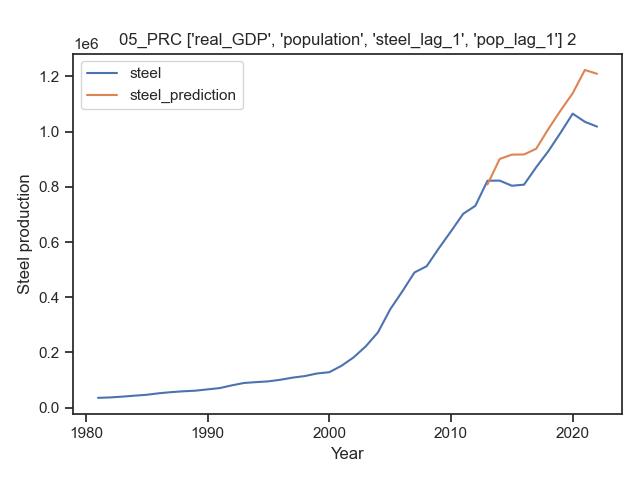 05_PRC ['real_GDP', 'population', 'steel_lag_1', 'pop_lag_1'] 2
1e6
steel
steel_prediction
1.2
1.0
0.8
0.6
0.4
0.2
0.0
Steel production
1980 1990 2000 2010 2020
Year